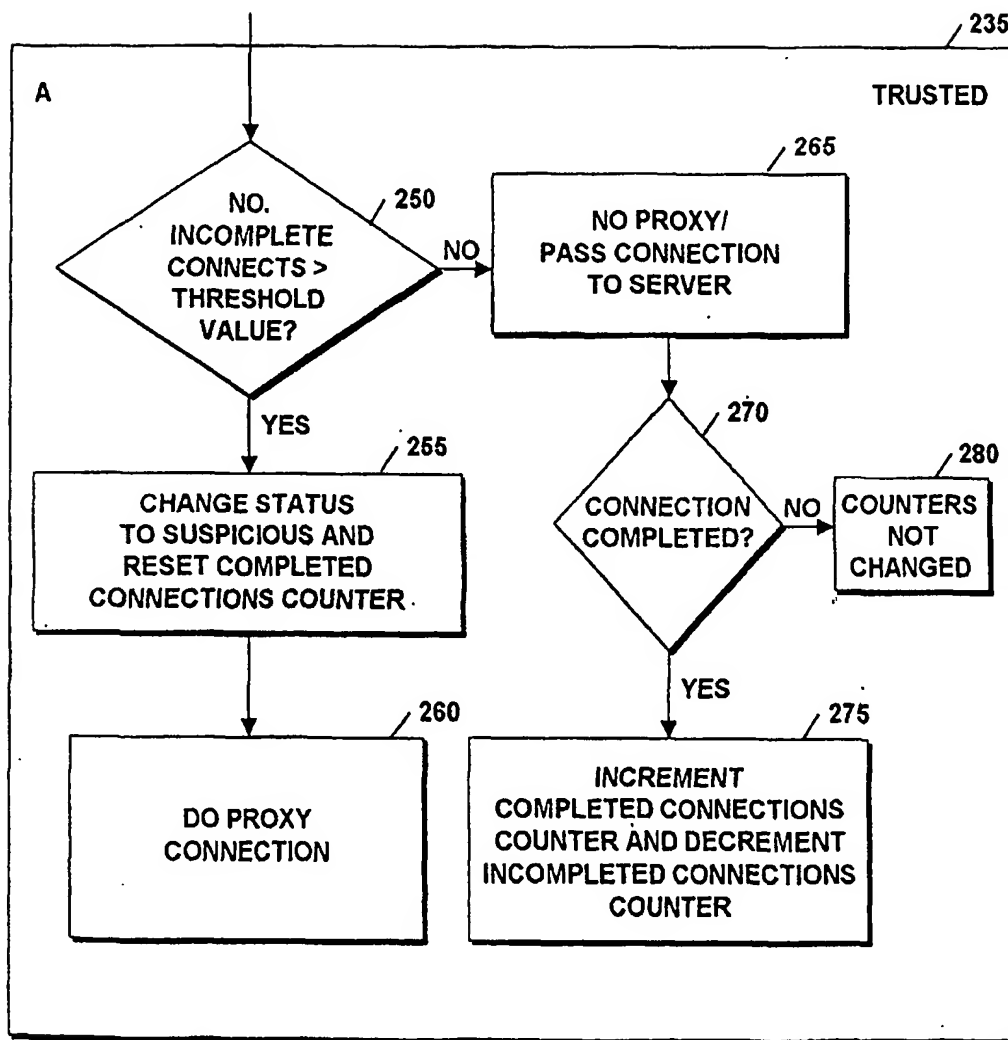 235
A
TRUSTED
250
NO.
INCOMPLETE
CONNECTS >
THRESHOLD
VALUE?
NO
265
NO PROXY/
PASS CONNECTION
TO SERVER
YES
255
CHANGE STATUS
TO SUSPICIOUS AND
RESET COMPLETED
CONNECTIONS COUNTER
270
CONNECTION
COMPLETED?
NO
280
COUNTERS
NOT
CHANGED
YES
260
DO PROXY
CONNECTION
275
INCREMENT
COMPLETED CONNECTIONS
COUNTER AND DECREMENT
INCOMPLETED CONNECTIONS
COUNTER